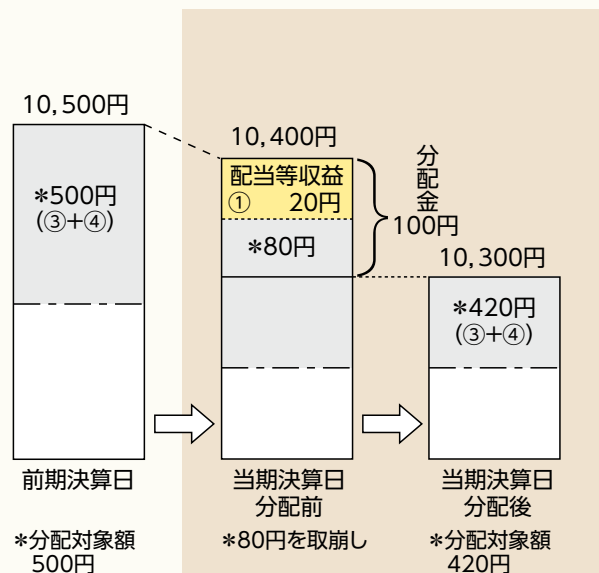 10,500円
*500円
(③+④)
前期決算日
*分配対象額
500円
10,400円
配当等収益
① 20円
*80円
分配金
100円
当期決算日
分配前
*80円を取崩し
10,300円
*420円
(③+④)
当期決算日
分配後
*分配対象額
420円